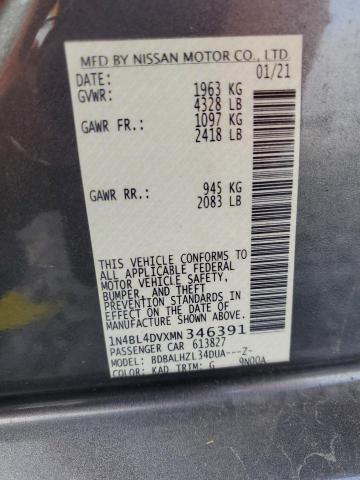 MFD BY NISSAN MOTOR CO., LTD
DATE: 01/21
GVWR: 1963 KG
4328 LB
GAWR FR.: 1097 KG
2418 LB
GAWR RR.: 945 KG
2083 LB
THIS VEHICLE CONFORMS TO
ALL APPLICABLE FEDERAL
MOTOR VEHICLE SAFETY,
BUMPER, AND THEFT
PREVENTION STANDARDS IN
EFFECT ON THE DATE OF
MANUFACTURE SHOWN ABOVE.
1N4BL4DVXMN346391
PASSENGER CAR 613827
MODEL: BDBALHZL34DUA---Z-
COLOR: KAD TRIM: G 9N00A